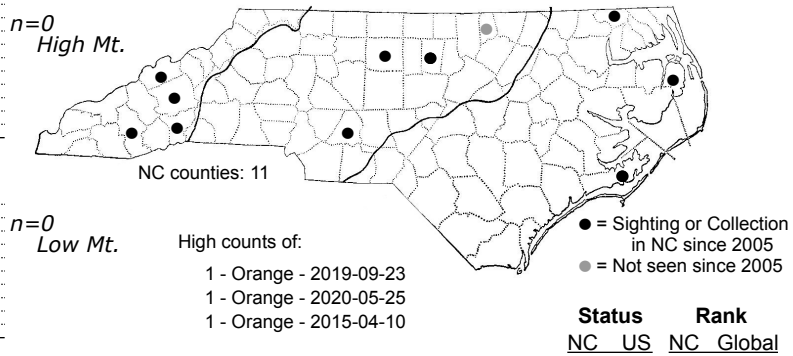 n=0
High Mt.
NC counties: 11
n=0
Low Mt.
High counts of:
1 - Orange - 2019-09-23
1 - Orange - 2020-05-25
1 - Orange - 2015-04-10
= Sighting or Collection
in NC since 2005
= Not seen since 2005
Status Rank
NC US NC Global